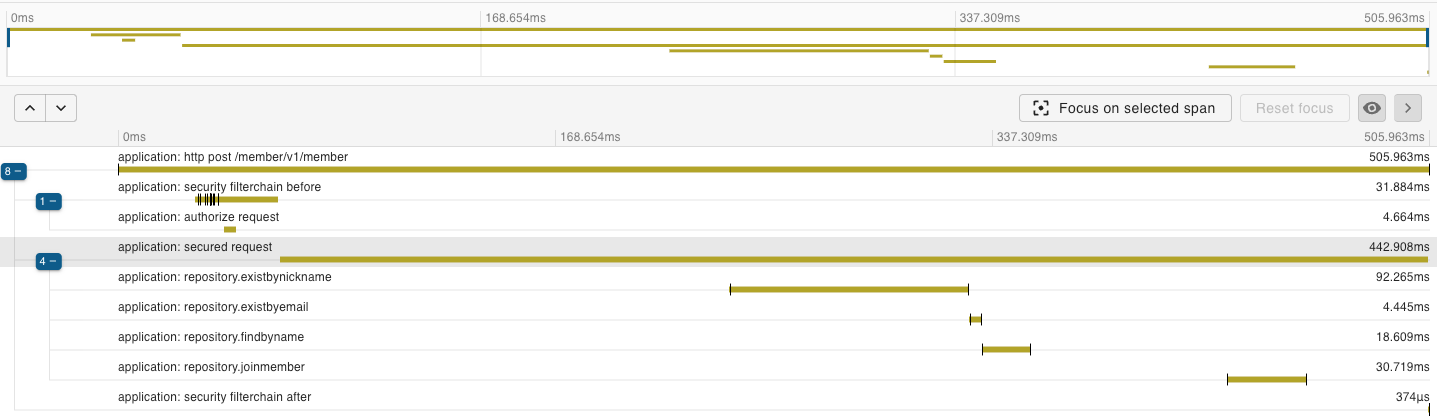 0ms 168.654ms 337.309ms 505.963ms
Focus on selected span Reset focus
0ms 168.654ms 337.309ms 505.963ms
application: http post /member/v1/member 505.963ms
8 −
application: security filterchain before 31.884ms
1 −
application: authorize request 4.664ms
application: secured request 442.908ms
4 −
application: repository.existbynickname 92.265ms
application: repository.existbyemail 4.445ms
application: repository.findbyname 18.609ms
application: repository.joinmember 30.719ms
application: security filterchain after 374µs